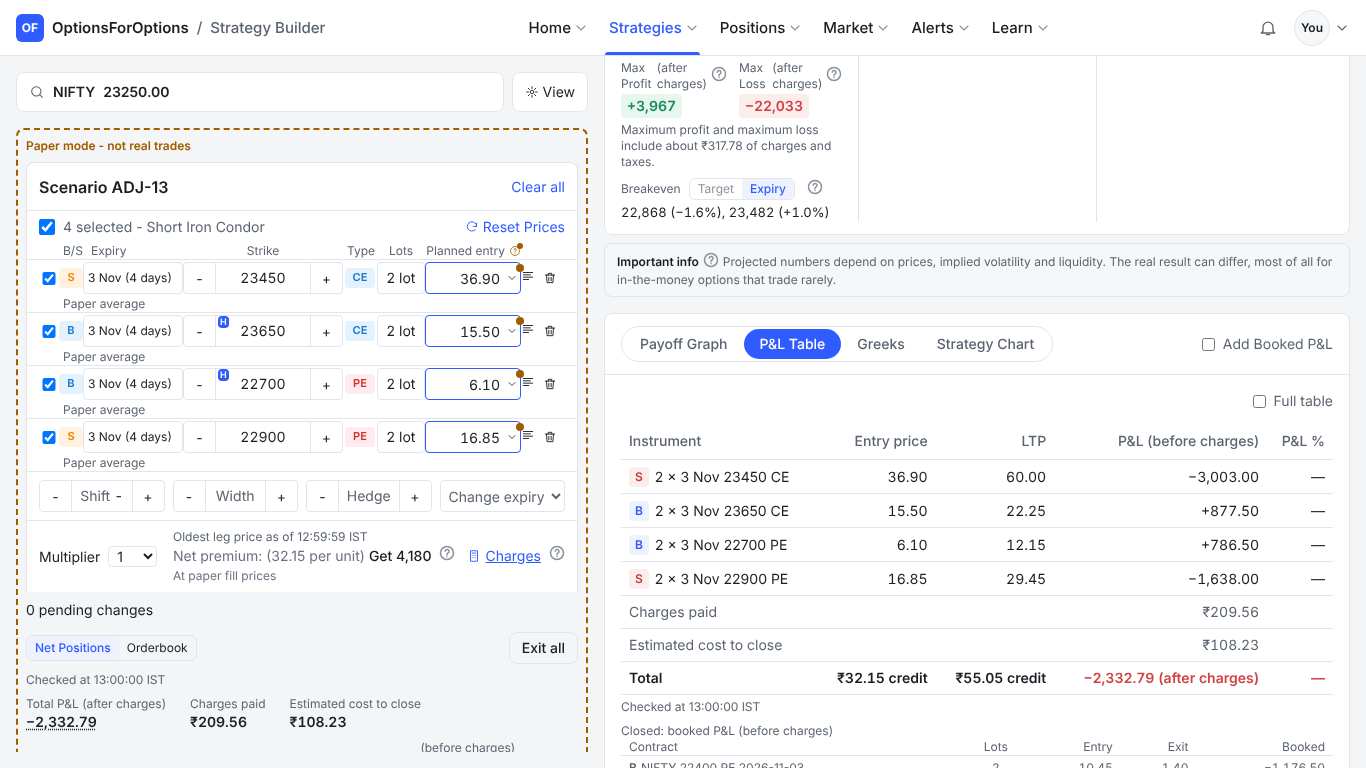 OF OptionsForOptions / Strategy Builder Home Strategies Positions Market Alerts Learn You
NIFTY 23250.00 View
Paper mode - not real trades
Scenario ADJ-13 Clear all
4 selected - Short Iron Condor Reset Prices
B/S Expiry Strike Type Lots Planned entry ?
S 3 Nov (4 days) - 23450 + CE 2 lot 36.90
Paper average
B 3 Nov (4 days) - H 23650 + CE 2 lot 15.50
Paper average
B 3 Nov (4 days) - H 22700 + PE 2 lot 6.10
Paper average
S 3 Nov (4 days) - 22900 + PE 2 lot 16.85
Paper average
- Shift - + - Width + - Hedge + Change expiry
Oldest leg price as of 12:59:59 IST
Multiplier 1 Net premium: (32.15 per unit) Get 4,180 ? Charges ?
At paper fill prices
0 pending changes
Net Positions Orderbook Exit all
Checked at 13:00:00 IST
Total P&L (after charges) Charges paid Estimated cost to close
−2,332.79 ₹209.56 ₹108.23
(before charges)
Max Profit (after charges) ? Max Loss (after charges) ?
+3,967 −22,033
Maximum profit and maximum loss
include about ₹317.78 of charges and
taxes.
Breakeven Target Expiry ?
22,868 (−1.6%), 23,482 (+1.0%)
Important info ? Projected numbers depend on prices, implied volatility and liquidity. The real result can differ, most of all for
in-the-money options that trade rarely.
Payoff Graph P&L Table Greeks Strategy Chart Add Booked P&L
Full table
Instrument Entry price LTP P&L (before charges) P&L %
S 2 × 3 Nov 23450 CE 36.90 60.00 −3,003.00 —
B 2 × 3 Nov 23650 CE 15.50 22.25 +877.50 —
B 2 × 3 Nov 22700 PE 6.10 12.15 +786.50 —
S 2 × 3 Nov 22900 PE 16.85 29.45 −1,638.00 —
Charges paid ₹209.56
Estimated cost to close ₹108.23
Total ₹32.15 credit ₹55.05 credit −2,332.79 (after charges) —
Checked at 13:00:00 IST
Closed: booked P&L (before charges)
Contract Lots Entry Exit Booked
B NIFTY 22400 PE 2026-11-03 2 10.45 1.40 −1,176.50